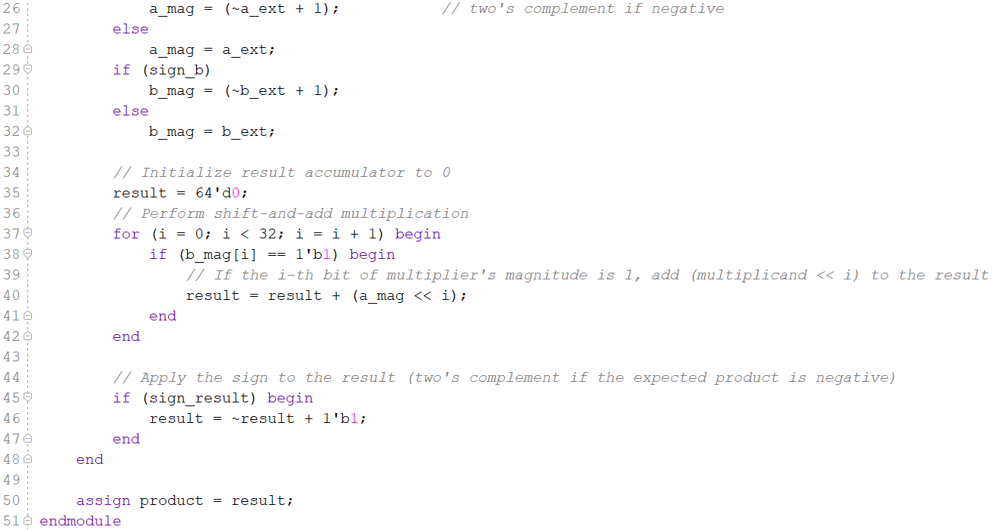 26 a_mag = (~a_ext + 1); // two's complement if negative
27 else
28 a_mag = a_ext;
29 if (sign_b)
30 b_mag = (~b_ext + 1);
31 else
32 b_mag = b_ext;
33
34 // Initialize result accumulator to 0
35 result = 64'd0;
36 // Perform shift-and-add multiplication
37 for (i = 0; i < 32; i = i + 1) begin
38 if (b_mag[i] == 1'b1) begin
39 // If the i-th bit of multiplier's magnitude is 1, add (multiplicand << i) to the result
40 result = result + (a_mag << i);
41 end
42 end
43
44 // Apply the sign to the result (two's complement if the expected product is negative)
45 if (sign_result) begin
46 result = ~result + 1'b1;
47 end
48 end
49
50 assign product = result;
51 endmodule